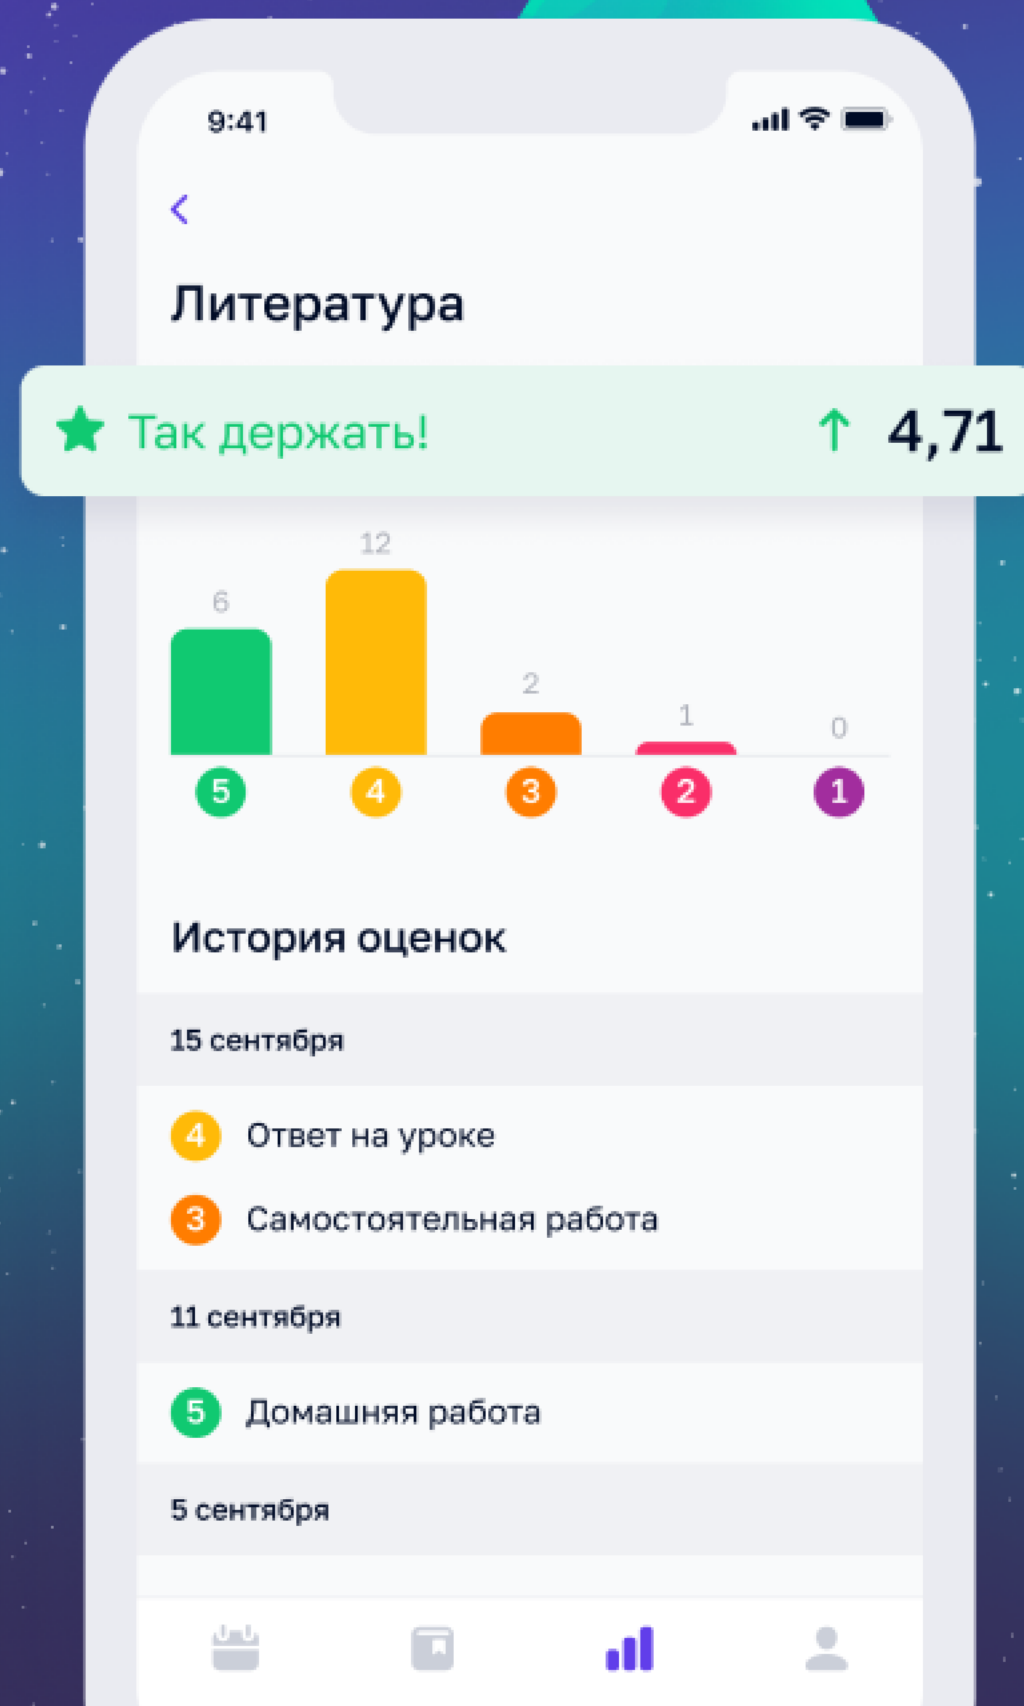 9:41
Литература
Так держать! ↑ 4,71
6 12 2 1 0
5 4 3 2 1
История оценок
15 сентября
4 Ответ на уроке
3 Самостоятельная работа
11 сентября
5 Домашняя работа
5 сентября